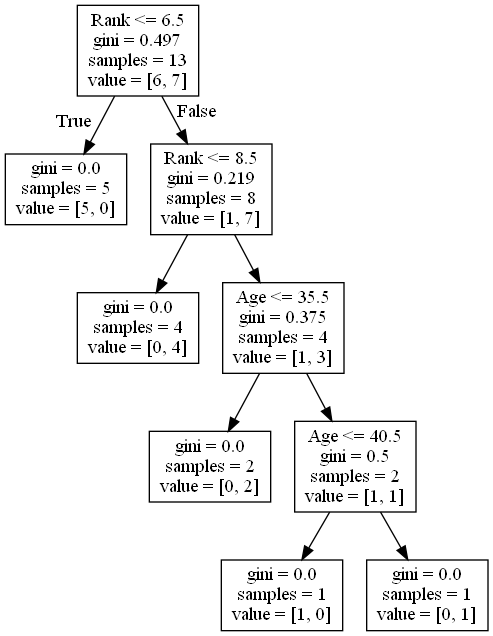 Rank <= 6.5
gini = 0.497
samples = 13
value = [6, 7]
True
False
gini = 0.0
samples = 5
value = [5, 0]
Rank <= 8.5
gini = 0.219
samples = 8
value = [1, 7]
gini = 0.0
samples = 4
value = [0, 4]
Age <= 35.5
gini = 0.375
samples = 4
value = [1, 3]
gini = 0.0
samples = 2
value = [0, 2]
Age <= 40.5
gini = 0.5
samples = 2
value = [1, 1]
gini = 0.0
samples = 1
value = [1, 0]
gini = 0.0
samples = 1
value = [0, 1]